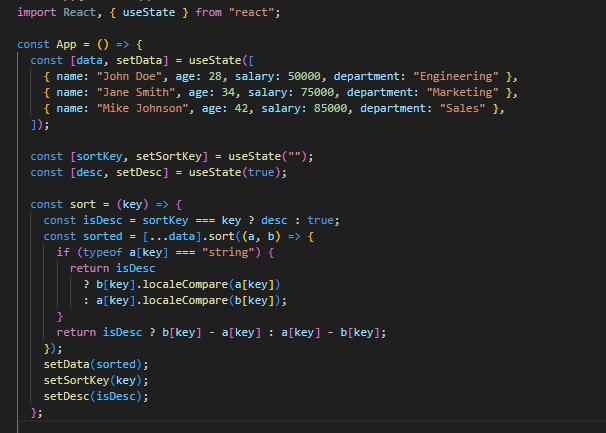 import React, { useState } from "react";
const App = () => {
const [data, setData] = useState([
{ name: "John Doe", age: 28, salary: 50000, department: "Engineering" },
{ name: "Jane Smith", age: 34, salary: 75000, department: "Marketing" },
{ name: "Mike Johnson", age: 42, salary: 85000, department: "Sales" },
]);
const [sortKey, setSortKey] = useState("");
const [desc, setDesc] = useState(true);
const sort = (key) => {
const isDesc = sortKey === key ? desc : true;
const sorted = [...data].sort((a, b) => {
if (typeof a[key] === "string") {
return isDesc
? b[key].localeCompare(a[key])
: a[key].localeCompare(b[key]);
}
return isDesc ? b[key] - a[key] : a[key] - b[key];
});
setData(sorted);
setSortKey(key);
setDesc(isDesc);
};